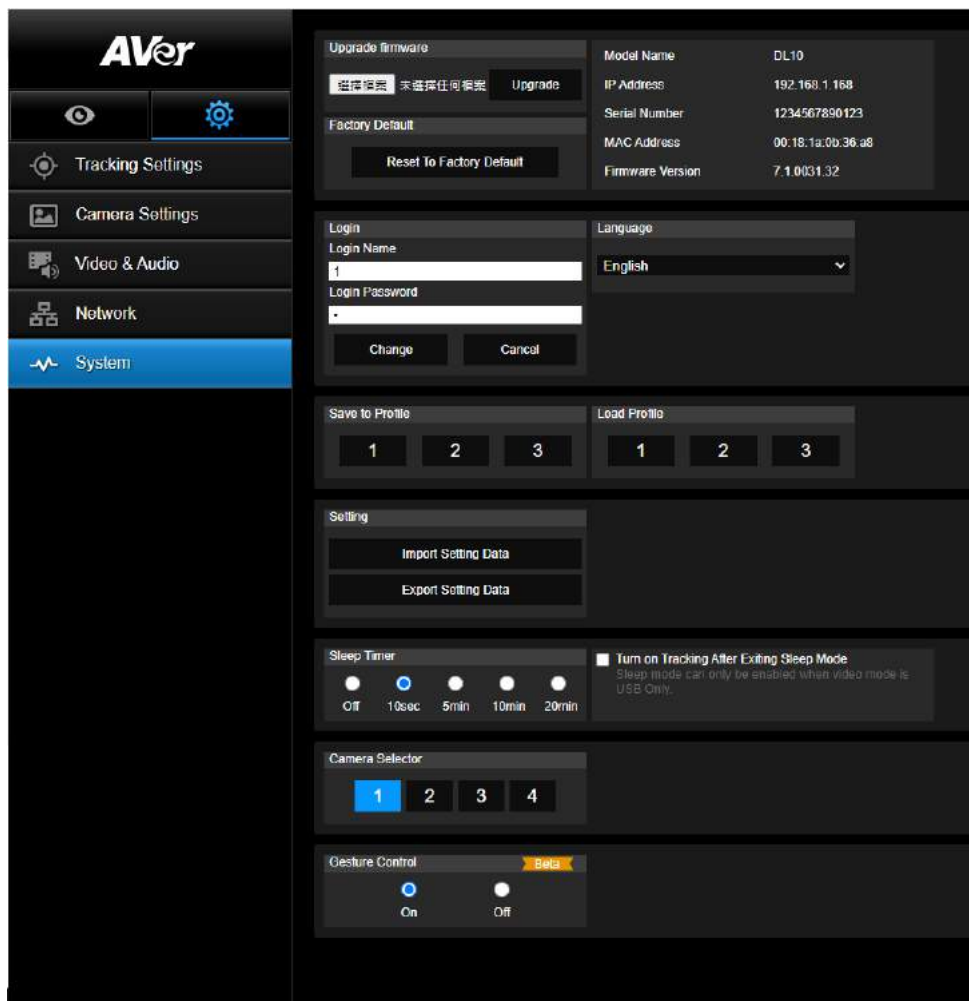 AVer
Tracking Settings
Camera Settings
Video & Audio
Network
System
Upgrade firmware
選擇檔案 未選擇任何檔案 Upgrade
Factory Default
Reset To Factory Default
Model Name DL10
IP Address 192.168.1.168
Serial Number 1234567890123
MAC Address 00:18:1a:0b:36:a8
Firmware Version 7.1.0031.32
Login
Login Name
1
Login Password
•
Change Cancel
Language
English
Save to Profile
1 2 3
Load Profile
1 2 3
Setting
Import Setting Data
Export Setting Data
Sleep Timer
Off 10sec 5min 10min 20min
Turn on Tracking After Exiting Sleep Mode
Sleep mode can only be enabled when video mode is
USB Only.
Camera Selector
1 2 3 4
Gesture Control Beta
On Off